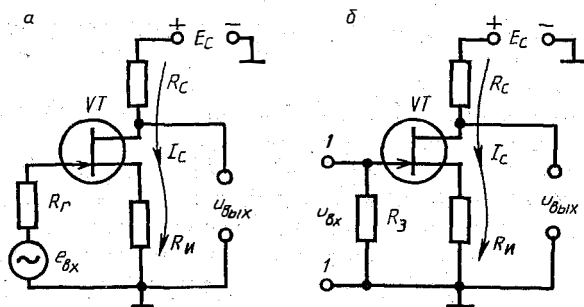 а
+
−
E_C
R_C
VT
I_C
R_Г
e_вх
R_И
u_вых
б
+
−
E_C
R_C
VT
1
I_C
u_вх
R_З
u_вых
R_И
1